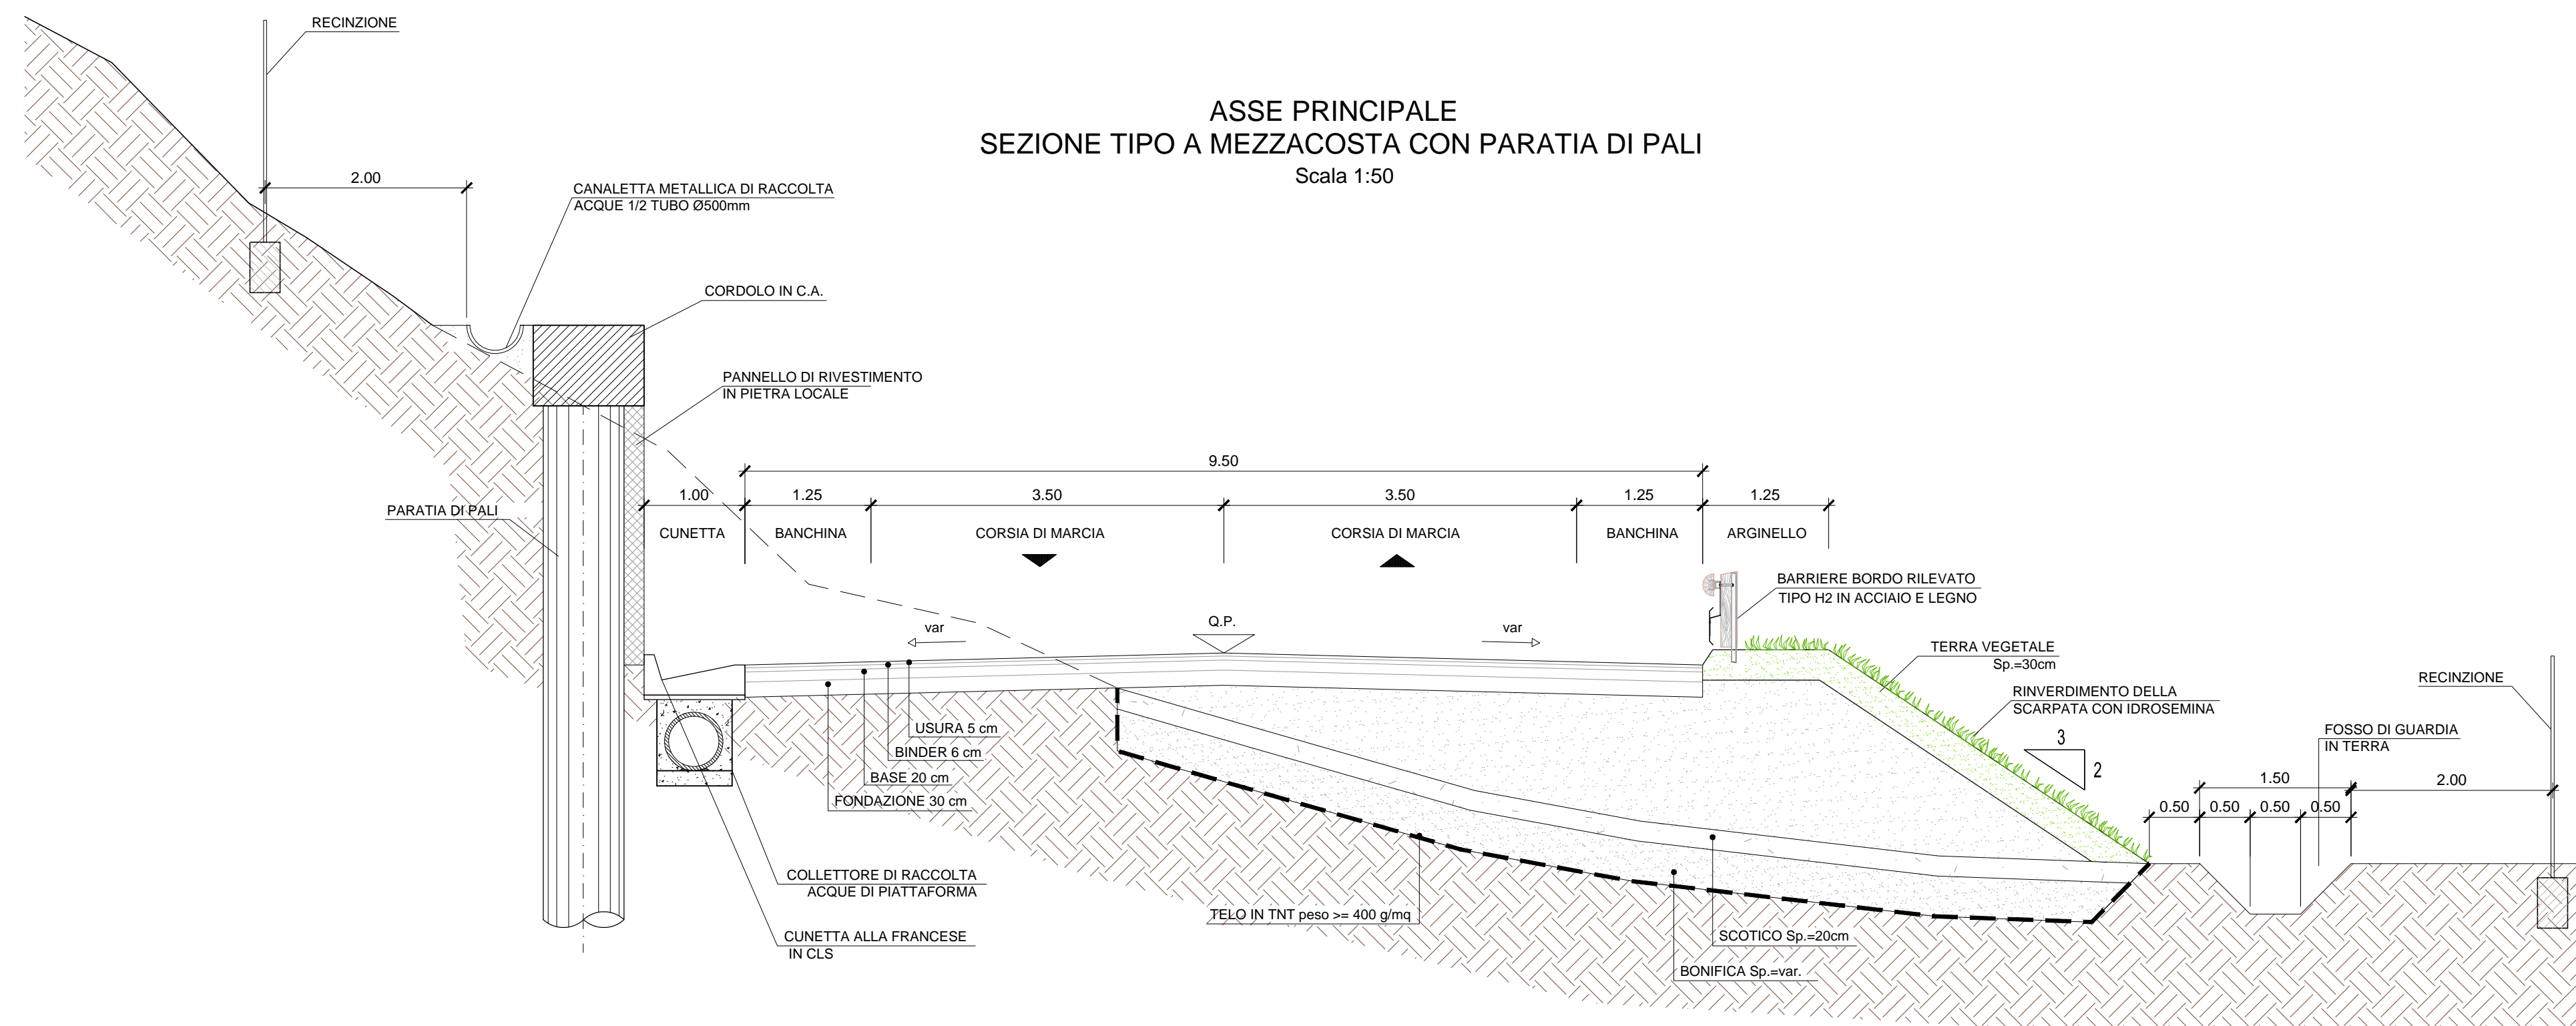 RECINZIONE
ASSE PRINCIPALE
SEZIONE TIPO A MEZZACOSTA CON PARATIA DI PALI
Scala 1:50
2.00
CANALETTA METALLICA DI RACCOLTA
ACQUE 1/2 TUBO Ø500mm
CORDOLO IN C.A.
PANNELLO DI RIVESTIMENTO
IN PIETRA LOCALE
9.50
1.00 1.25 3.50 3.50 1.25 1.25
PARATIA DI PALI
CUNETTA BANCHINA CORSIA DI MARCIA CORSIA DI MARCIA BANCHINA ARGINELLO
BARRIERE BORDO RILEVATO
TIPO H2 IN ACCIAIO E LEGNO
var Q.P. var
TERRA VEGETALE
Sp.=30cm
RECINZIONE
RINVERDIMENTO DELLA
SCARPATA CON IDROSEMINA
USURA 5 cm
BINDER 6 cm
BASE 20 cm
FONDAZIONE 30 cm
3
2
FOSSO DI GUARDIA
IN TERRA
1.50 2.00
0.50 0.50 0.50 0.50
COLLETTORE DI RACCOLTA
ACQUE DI PIATTAFORMA
TELO IN TNT peso >= 400 g/mq
CUNETTA ALLA FRANCESE
IN CLS
SCOTICO Sp.=20cm
BONIFICA Sp.=var.